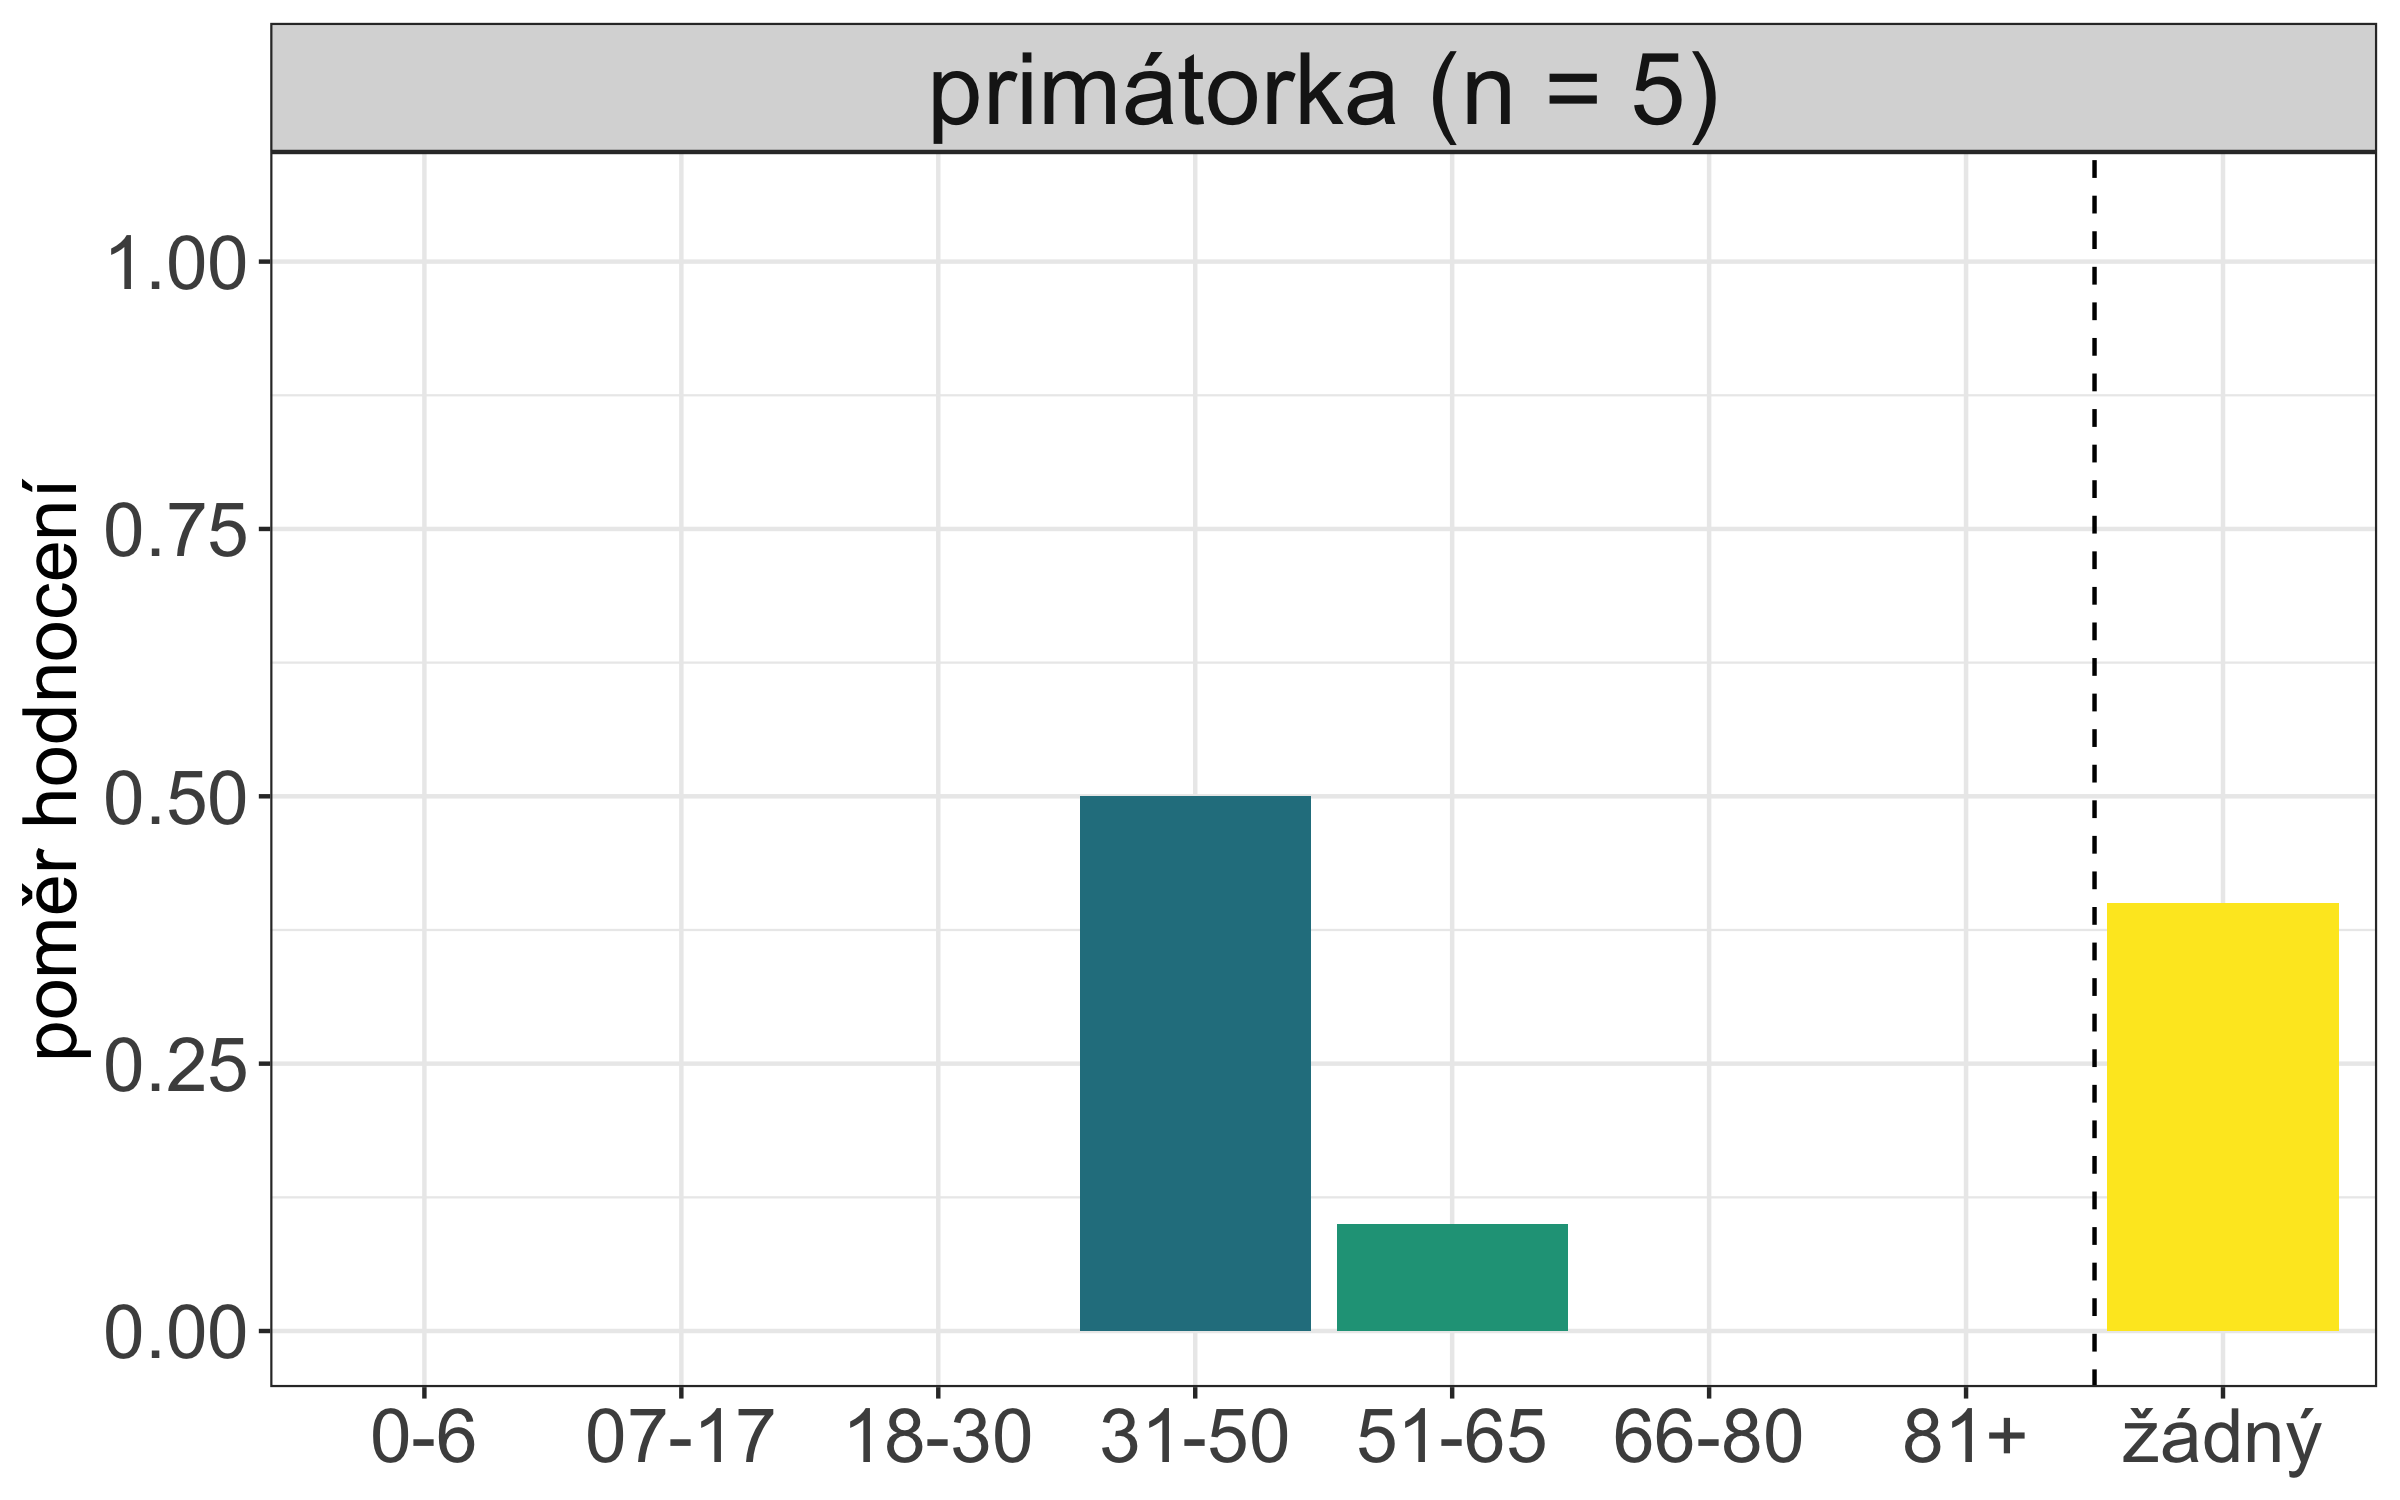 primátorka (n = 5)
poměr hodnocení
1.00
0.75
0.50
0.25
0.00
0-6 07-17 18-30 31-50 51-65 66-80 81+ žádný